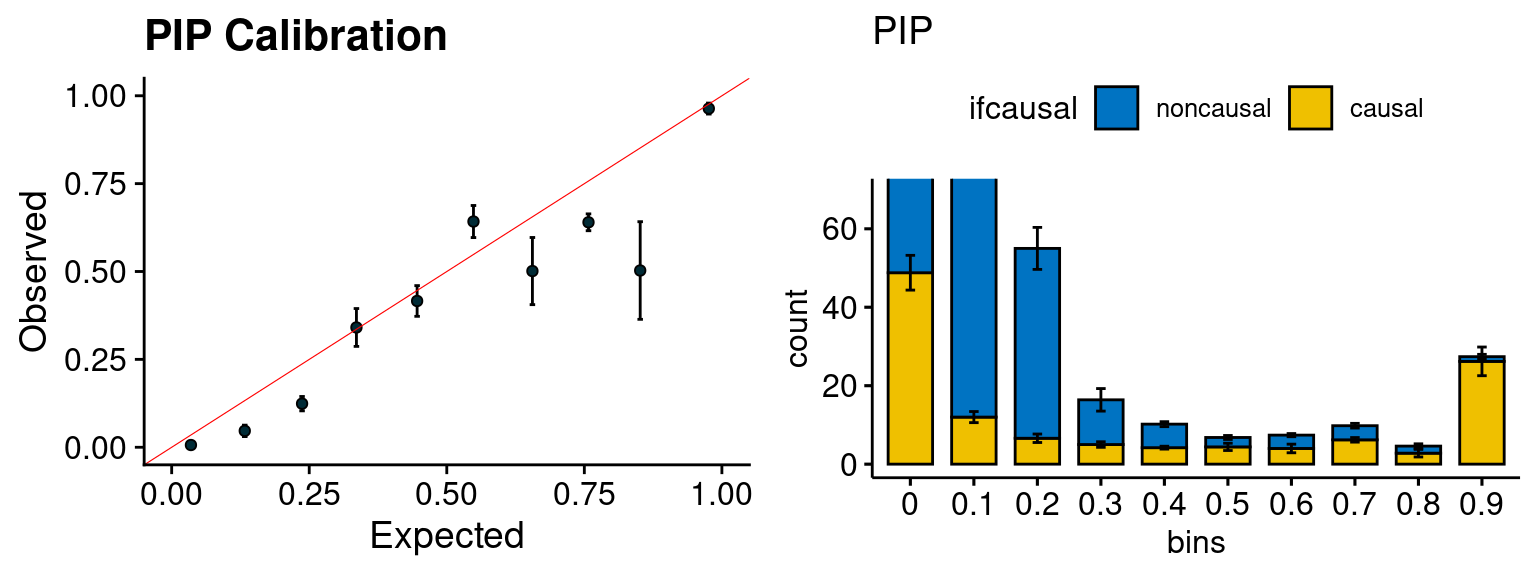 PIP Calibration
1.00
0.75
0.50
0.25
0.00
Observed
0.00 0.25 0.50 0.75 1.00
Expected
PIP
ifcausal noncausal causal
60
40
20
0
count
0 0.1 0.2 0.3 0.4 0.5 0.6 0.7 0.8 0.9
bins